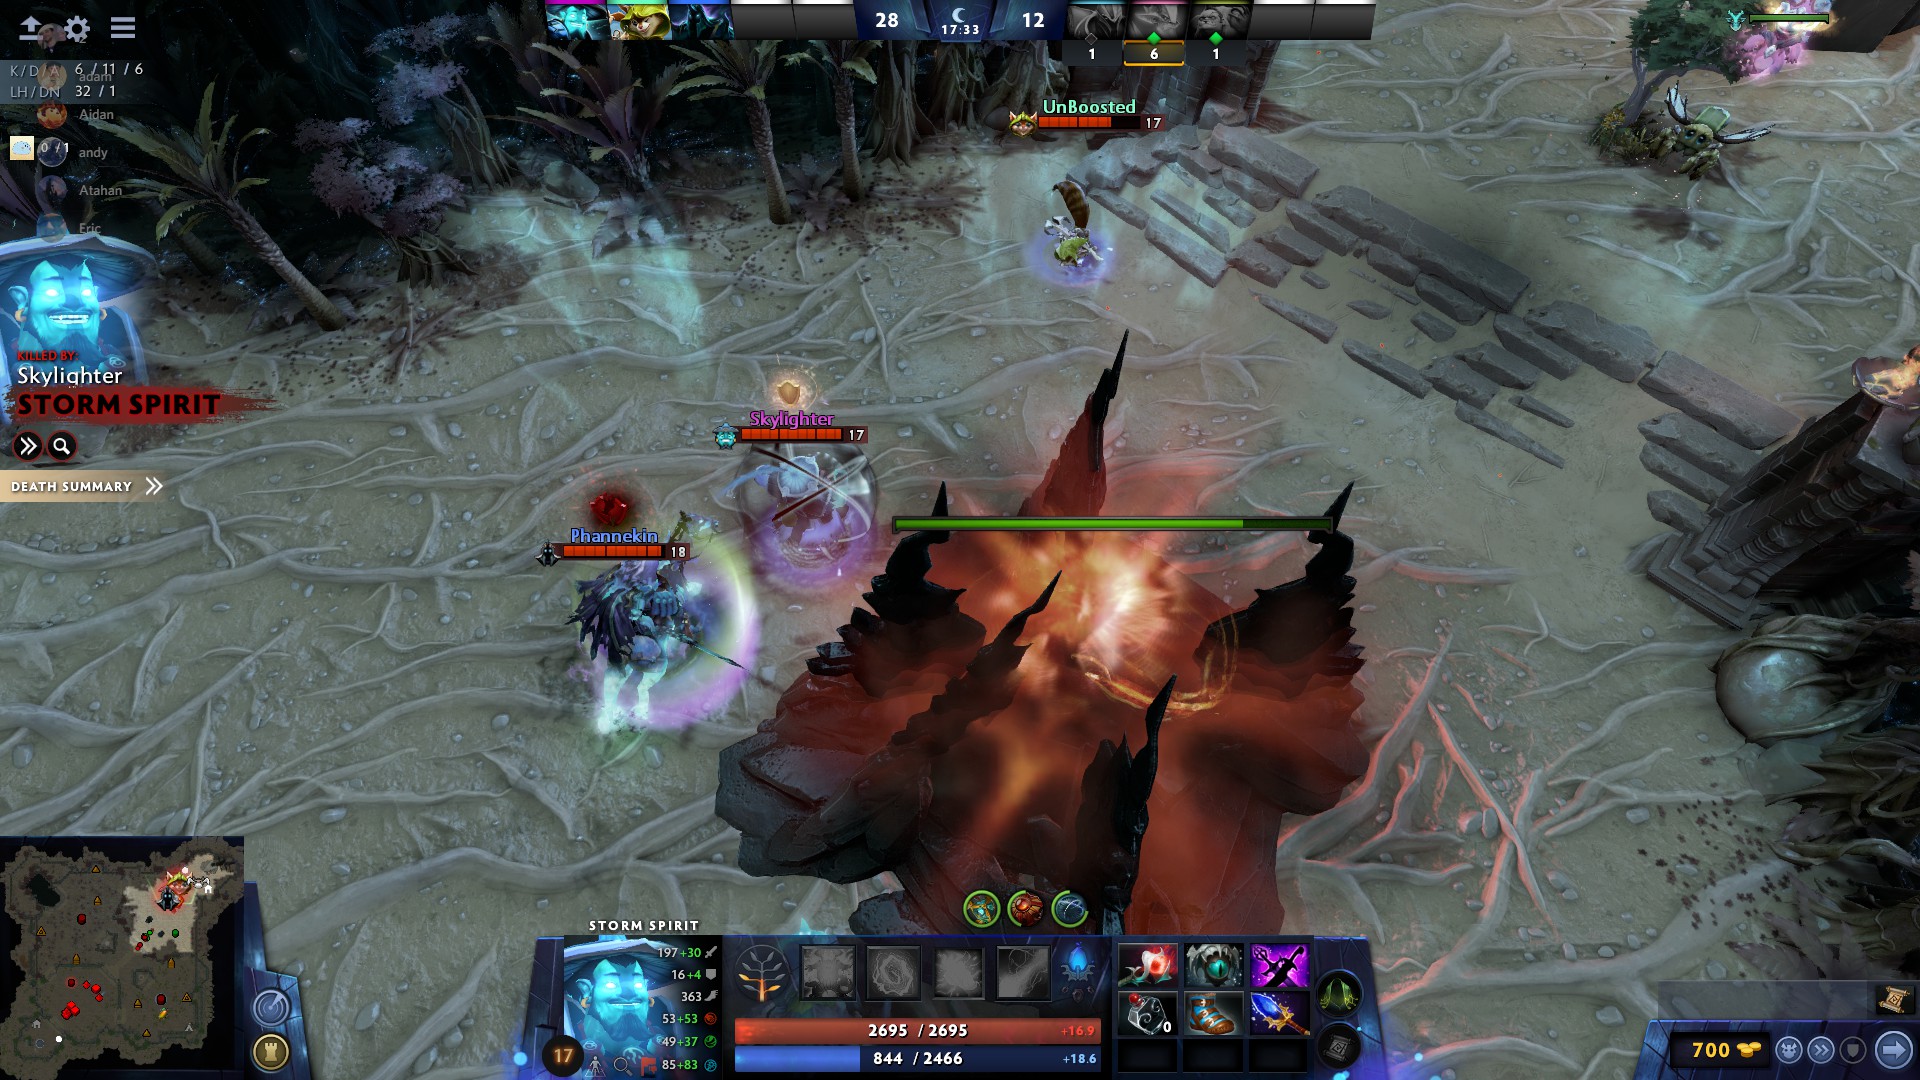 28
17:33
12
1
6
1
K / D / A 6 / 11 / 6
adam
LH / DN 32 / 1
Aidan
0 / 1
andy
Atahan
Eric
UnBoosted
17
KILLED BY:
Skylighter
STORM SPIRIT
DEATH SUMMARY
Skylighter
17
Phannekin
18
STORM SPIRIT
197+30
16+4
363
53+53
49+37
85+83
17
2695 / 2695
+16.9
844 / 2466
+18.6
0
700